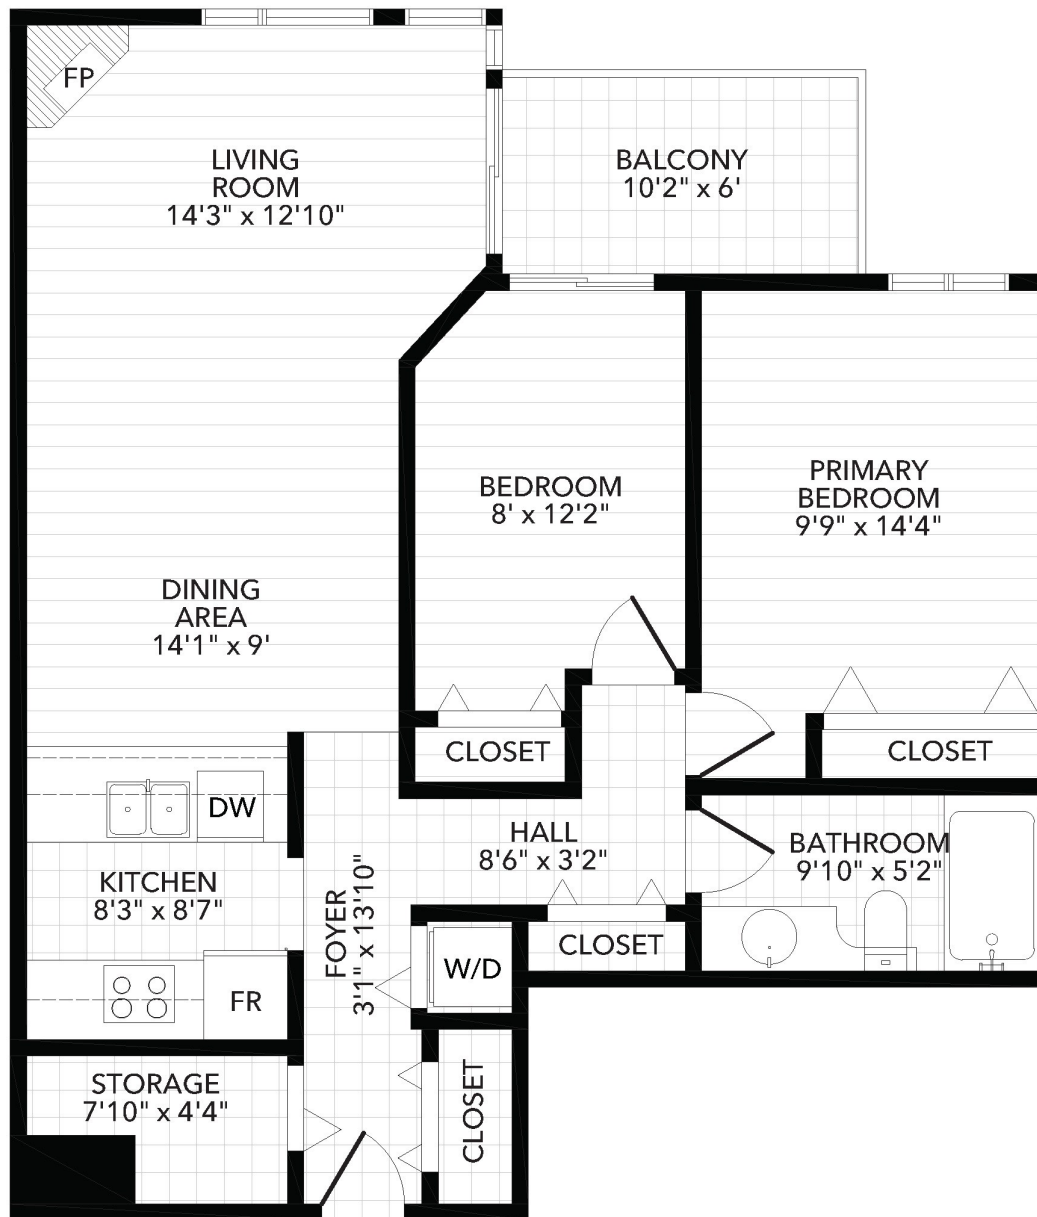 FP
LIVING
ROOM
14'3" x 12'10"
BALCONY
10'2" x 6'
BEDROOM
8' x 12'2"
PRIMARY
BEDROOM
9'9" x 14'4"
DINING
AREA
14'1" x 9'
CLOSET
CLOSET
DW
HALL
8'6" x 3'2"
BATHROOM
9'10" x 5'2"
KITCHEN
8'3" x 8'7"
FOYER
3'1" x 13'10"
CLOSET
W/D
FR
STORAGE
7'10" x 4'4"
CLOSET